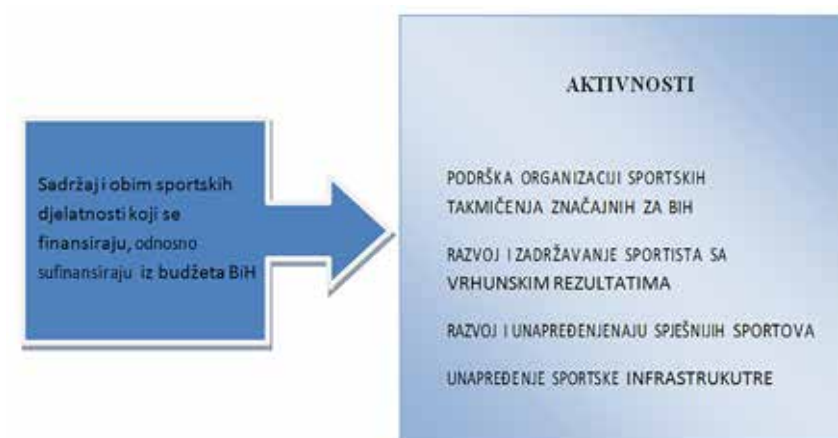 Sadržaj i obim sportskih
djelatnosti koji se
finansiraju, odnosno
sufinansiraju iz budžeta BiH
AKTIVNOSTI
PODRŠKA ORGANIZACIJI SPORTSKIH
TAKMIČENJA ZNAČAJNIH ZA BIH
RAZVOJ I ZADRŽAVANJE SPORTISTA SA
VRHUNSKIM REZULTATIMA
RAZVOJ I UNAPREĐENJENAJU SPJEŠNIJIH SPORTOVA
UNAPREĐENJE SPORTSKE INFRASTRUKUTRE